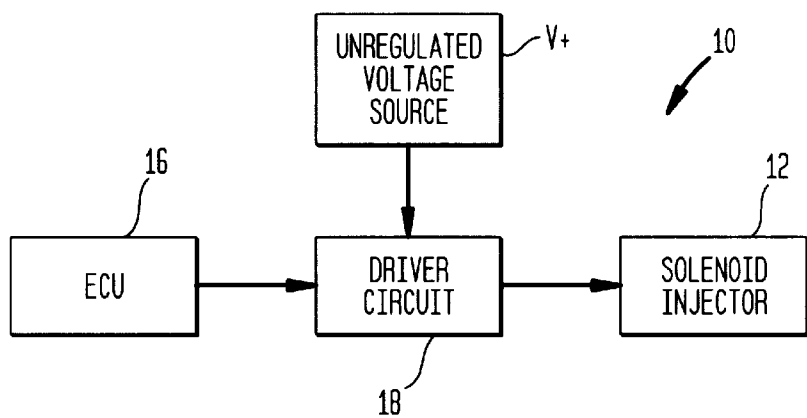 UNREGULATED
VOLTAGE
SOURCE
V+
10
16
12
ECU
DRIVER
CIRCUIT
SOLENOID
INJECTOR
18